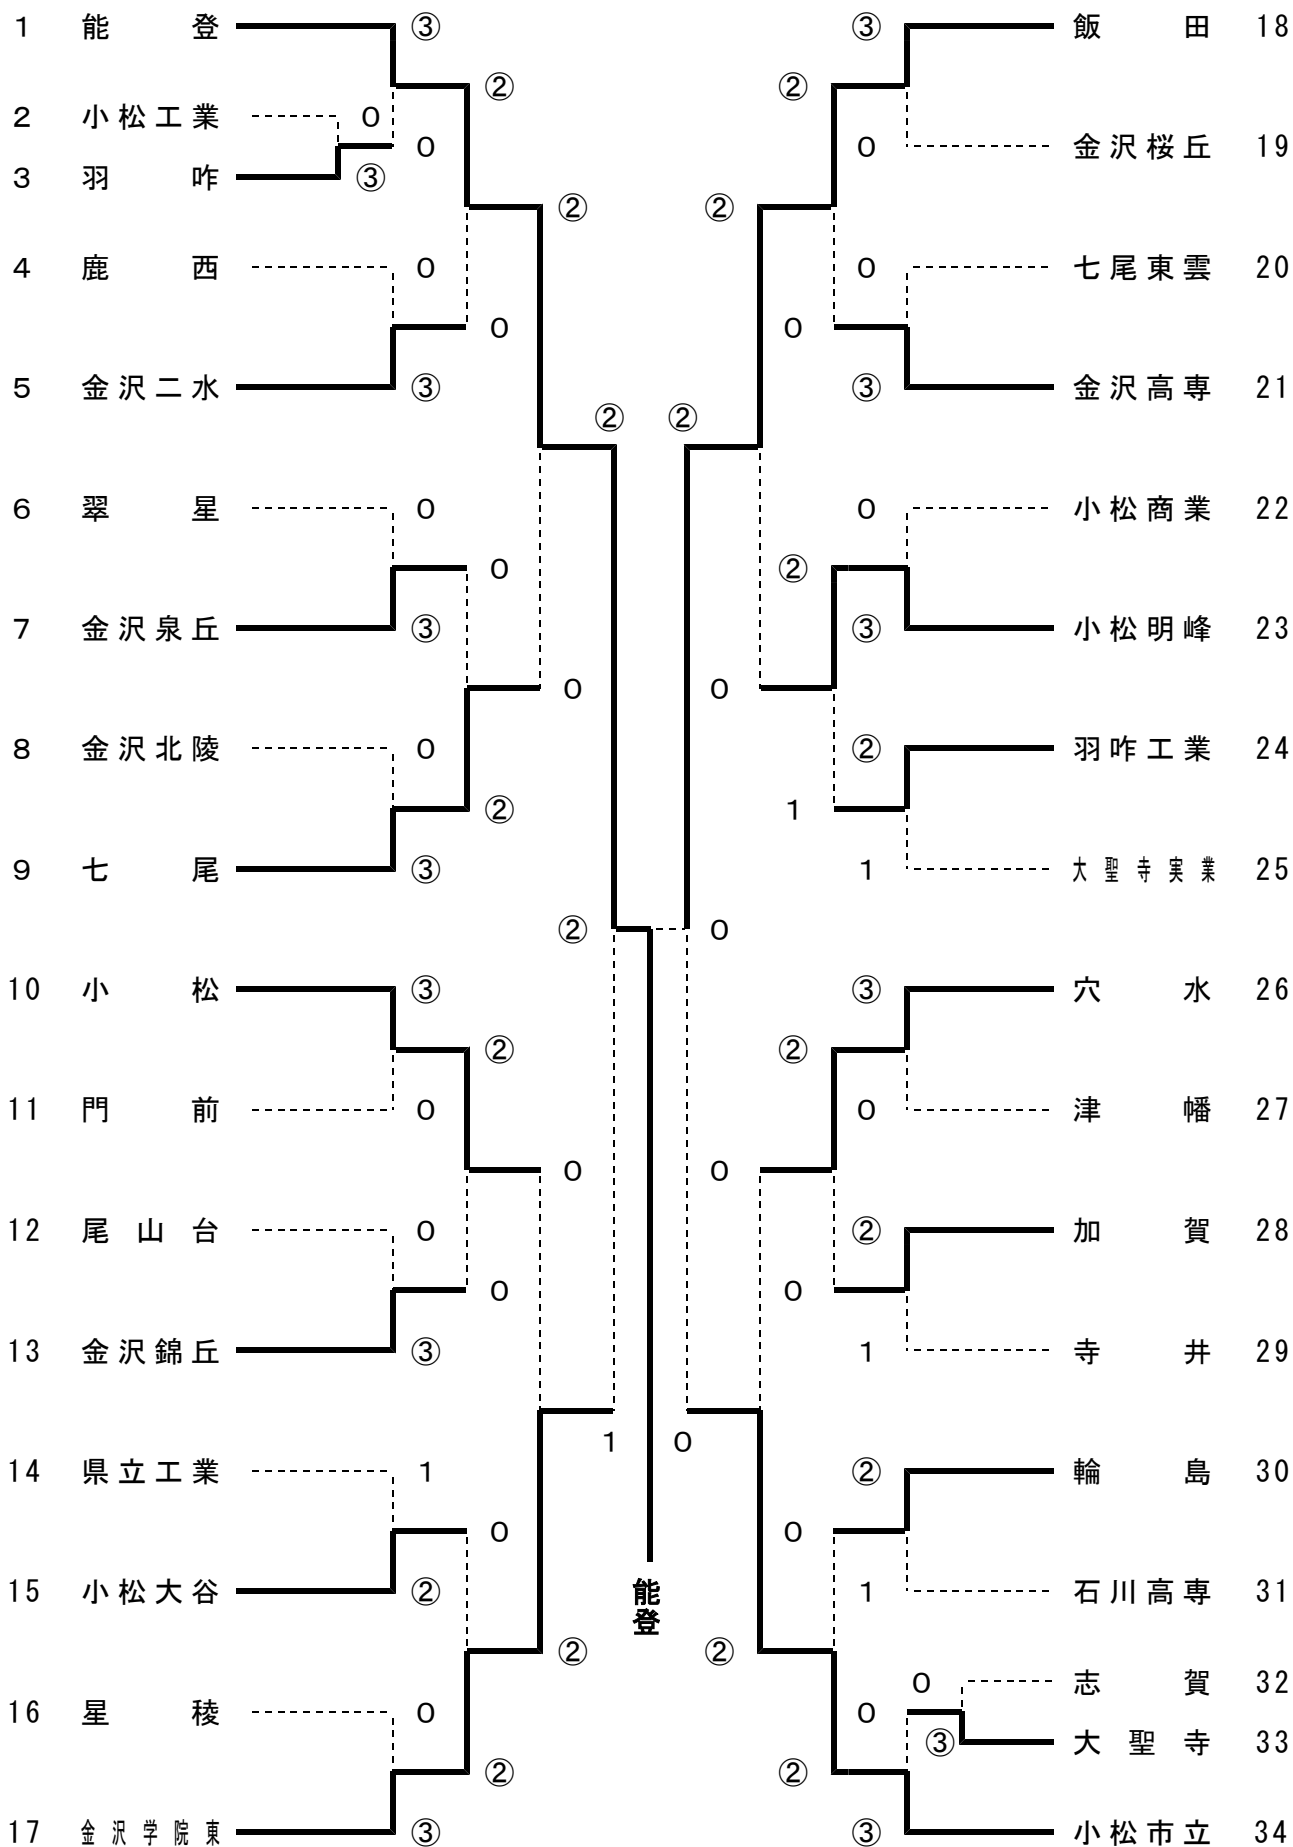 1 能登 ③ ③ 飯田 18
② ②
2 小松工業 0 0 0 金沢桜丘 19
3 羽咋 ③
② ②
4 鹿西 0 0 七尾東雲 20
0 0
5 金沢二水 ③ ③ 金沢高専 21
② ②
6 翠星 0 0 小松商業 22
0 ②
7 金沢泉丘 ③ ③ 小松明峰 23
0 0
8 金沢北陵 0 ② 羽咋工業 24
② 1
9 七尾 ③ 1 大聖寺実業 25
② 0
10 小松 ③ ③ 穴水 26
② ②
11 門前 0 0 津幡 27
0 0
12 尾山台 0 ② 加賀 28
0 0
13 金沢錦丘 ③ 1 寺井 29
1 0
14 県立工業 1 ② 輪島 30
0 0
15 小松大谷 ② 1 石川高専 31
能登
② ②
0 志賀 32
16 星稜 0 0
③ 大聖寺 33
② ②
17 金沢学院東 ③ ③ 小松市立 34